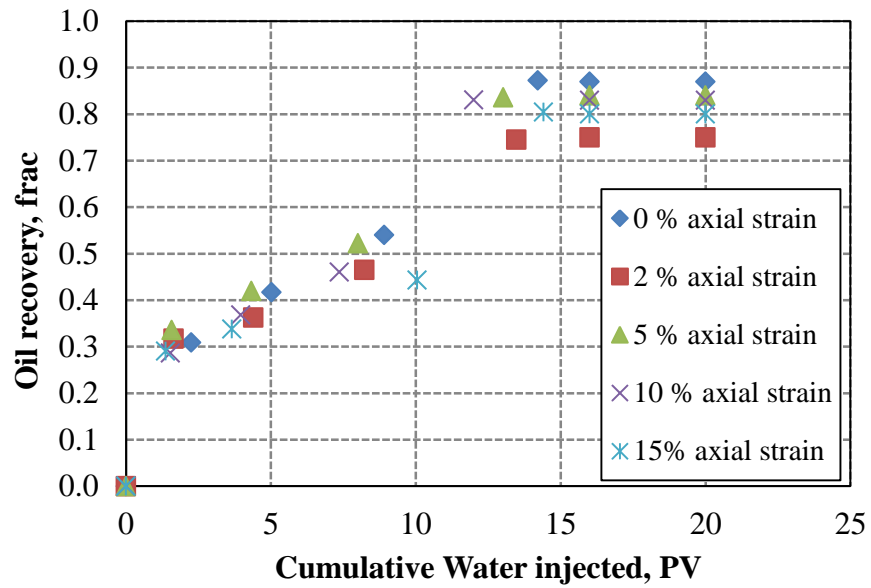 1.0
0.9
0.8
0.7
0.6
0.5
0.4
0.3
0.2
0.1
0.0
Oil recovery, frac
0 % axial strain
2 % axial strain
5 % axial strain
10 % axial strain
15% axial strain
0 5 10 15 20 25
Cumulative Water injected, PV